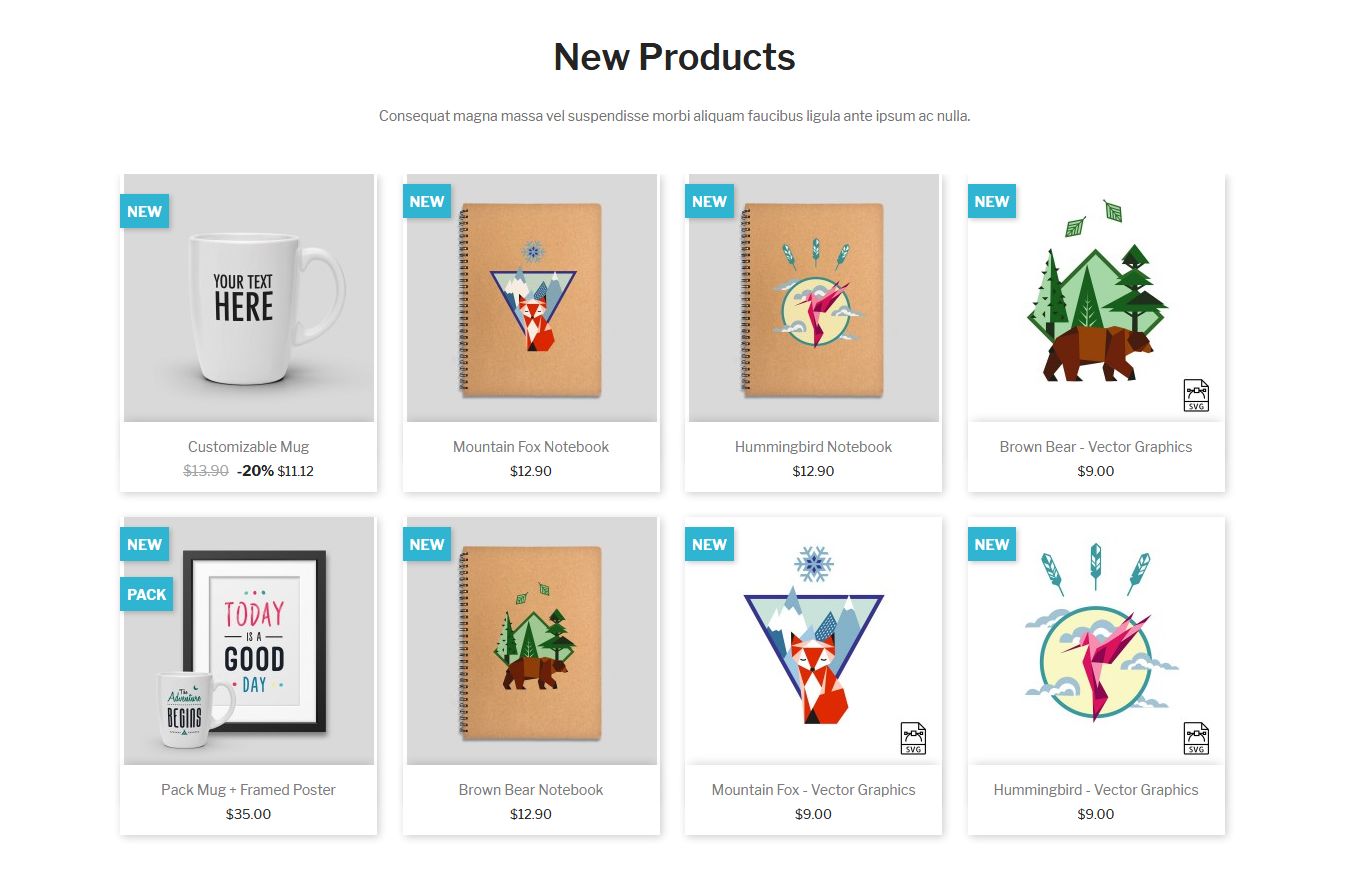 New Products
Consequat magna massa vel suspendisse morbi aliquam faucibus ligula ante ipsum ac nulla.
NEW
YOUR TEXT
HERE
Customizable Mug
$13.90 -20% $11.12
NEW
Mountain Fox Notebook
$12.90
NEW
Hummingbird Notebook
$12.90
NEW
SVG
Brown Bear - Vector Graphics
$9.00
NEW
PACK
TODAY
IS A
GOOD
DAY
The
Adventure
BEGINS
Pack Mug + Framed Poster
$35.00
NEW
Brown Bear Notebook
$12.90
NEW
SVG
Mountain Fox - Vector Graphics
$9.00
NEW
SVG
Hummingbird - Vector Graphics
$9.00